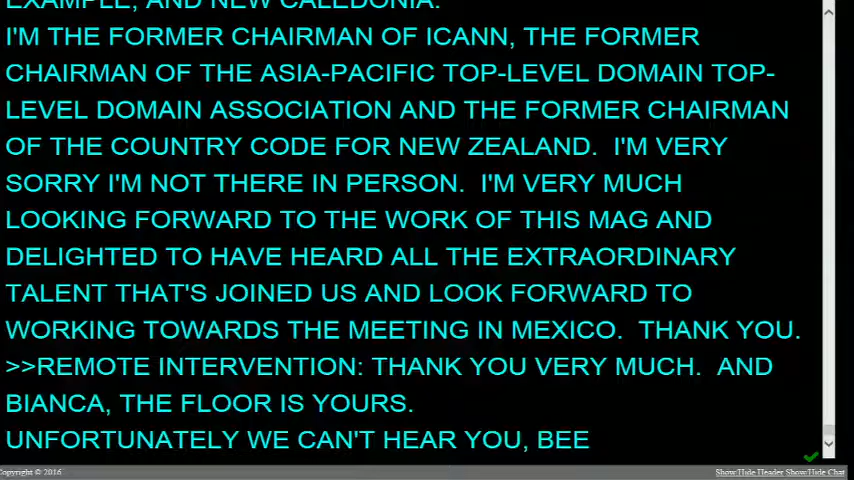 EXAMPLE, AND NEW CALEDONIA.
I'M THE FORMER CHAIRMAN OF ICANN, THE FORMER
CHAIRMAN OF THE ASIA-PACIFIC TOP-LEVEL DOMAIN TOP-
LEVEL DOMAIN ASSOCIATION AND THE FORMER CHAIRMAN
OF THE COUNTRY CODE FOR NEW ZEALAND.  I'M VERY
SORRY I'M NOT THERE IN PERSON.  I'M VERY MUCH
LOOKING FORWARD TO THE WORK OF THIS MAG AND
DELIGHTED TO HAVE HEARD ALL THE EXTRAORDINARY
TALENT THAT'S JOINED US AND LOOK FORWARD TO
WORKING TOWARDS THE MEETING IN MEXICO.  THANK YOU.
>>REMOTE INTERVENTION: THANK YOU VERY MUCH.  AND
BIANCA, THE FLOOR IS YOURS.
UNFORTUNATELY WE CAN'T HEAR YOU, BEE
Copyright © 2016 Show/Hide Header Show/Hide Chat